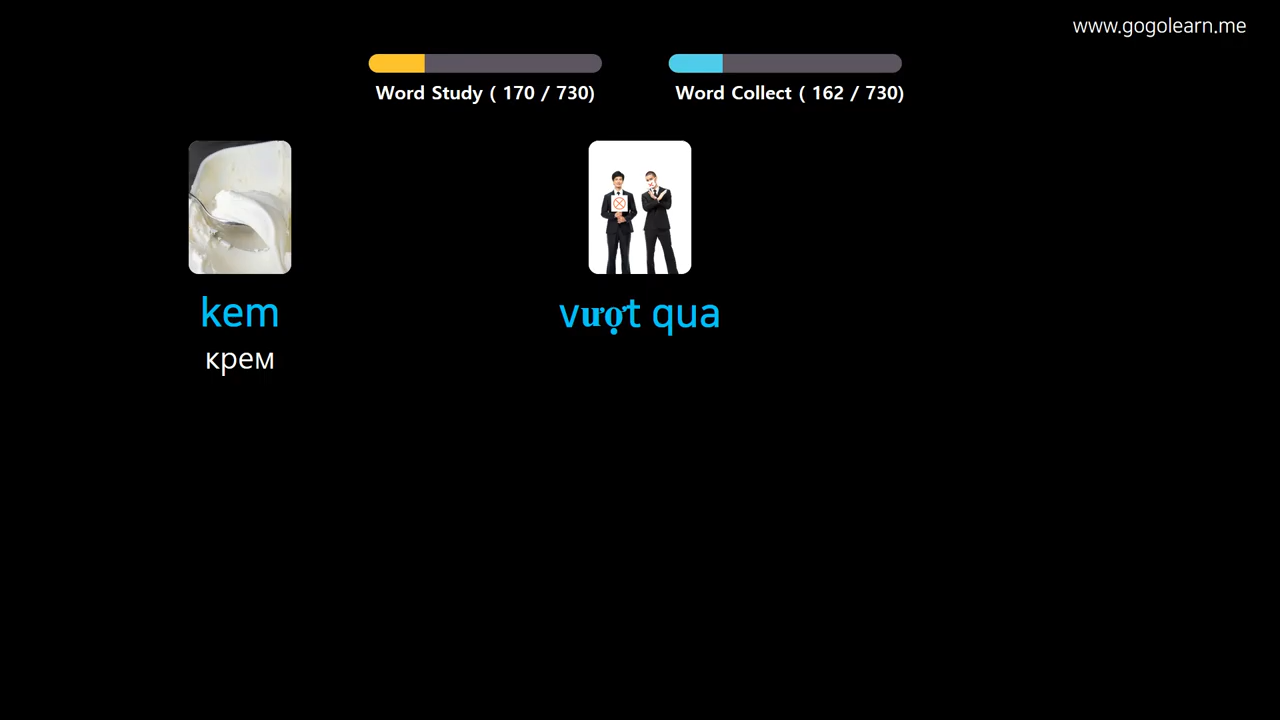 www.gogolearn.me
Word Study ( 170 / 730)
Word Collect ( 162 / 730)
kem
vượt qua
крем